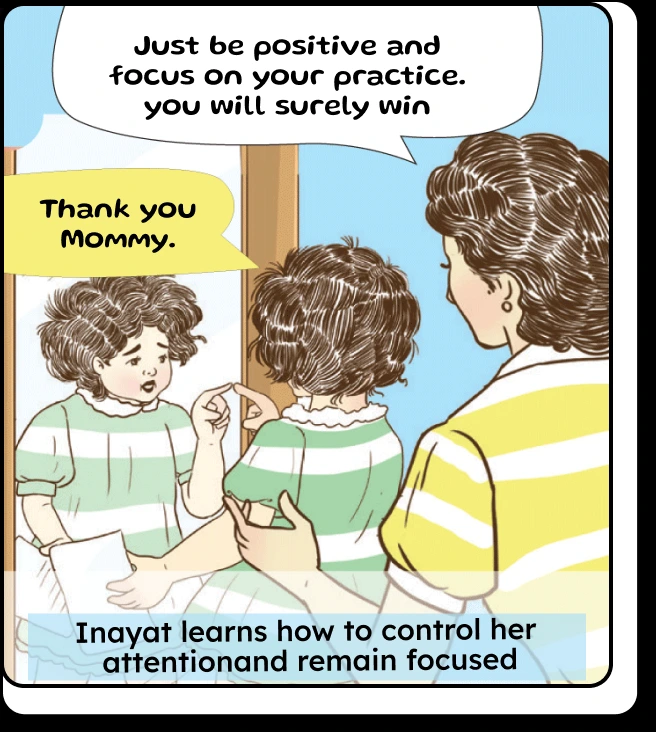 Just be positive and
focus on your practice.
you will surely win
Thank you
Mommy.
Inayat learns how to control her
attentionand remain focused